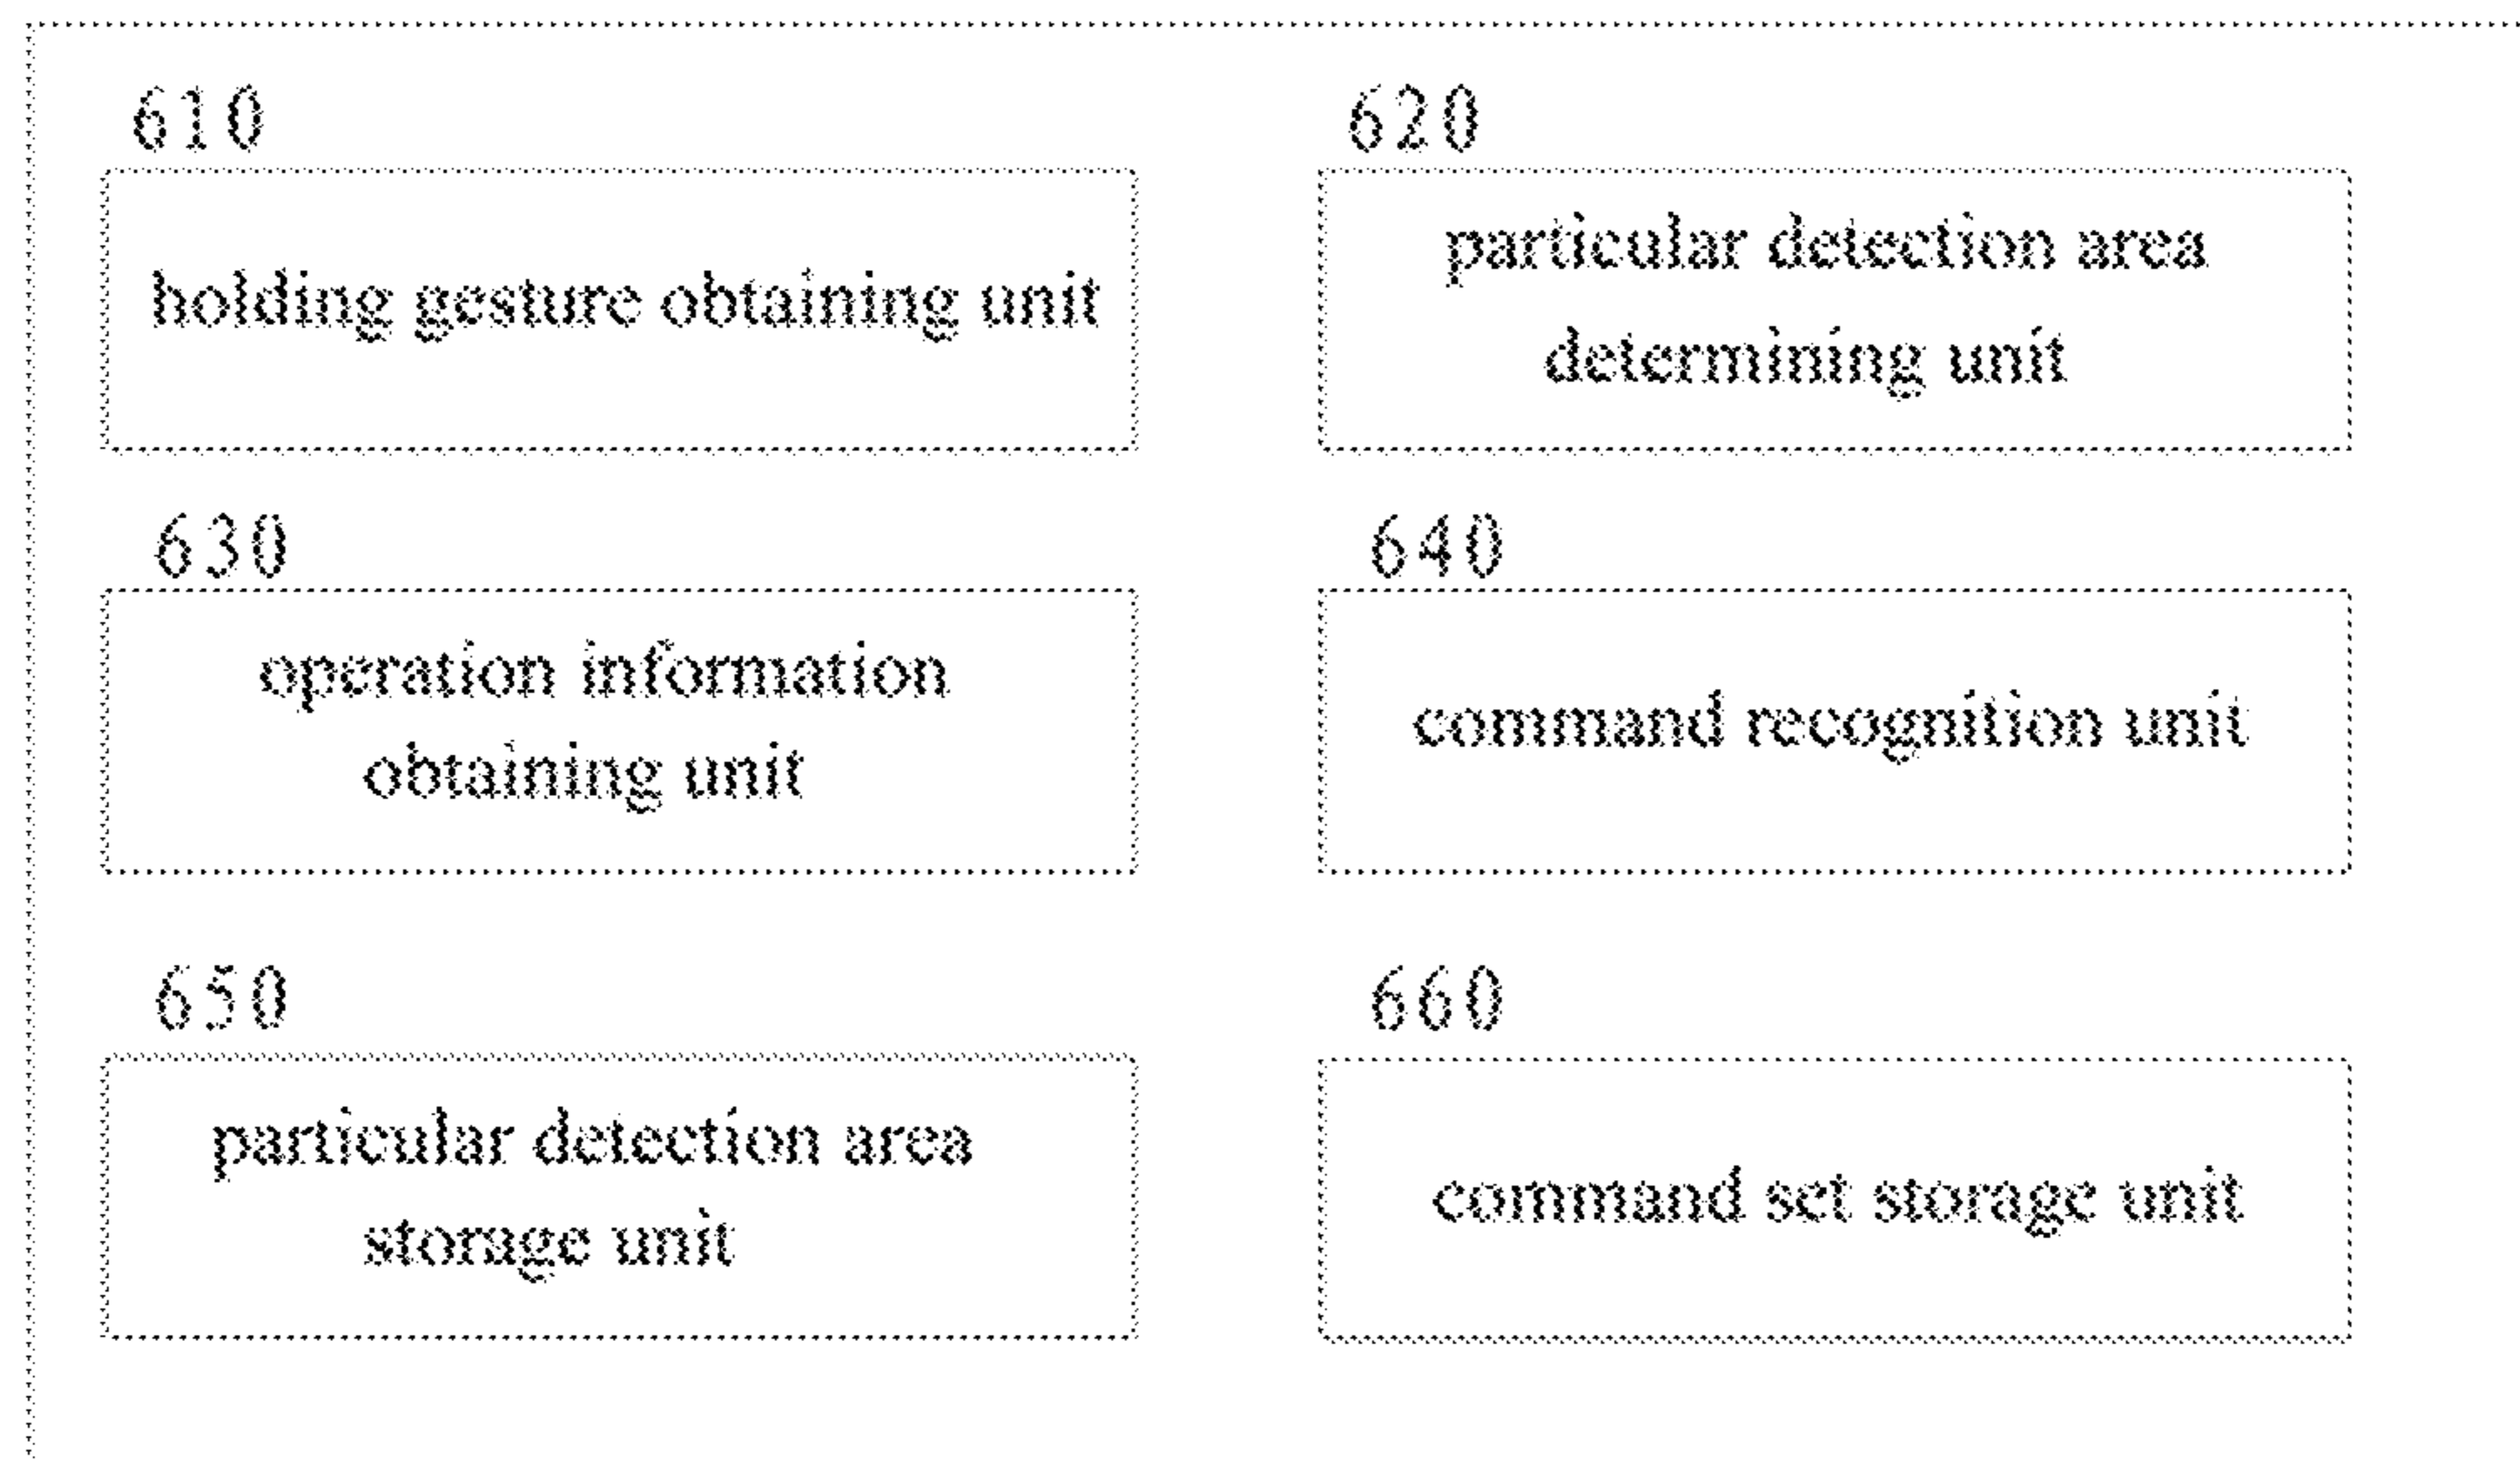 610
holding gesture obtaining unit
620
particular detection area
determining unit
630
operation information
obtaining unit
640
command recognition unit
650
particular detection area
storage unit
660
command set storage unit